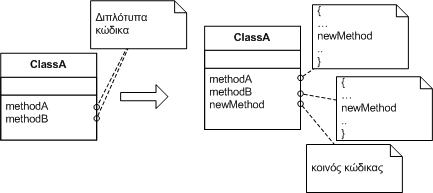 Διπλότυπα
κώδικα
ClassA
methodA
methodB
ClassA
methodA
methodB
newMethod
{
...
newMethod
..
}
{
...
newMethod
..
}
κοινός κώδικας